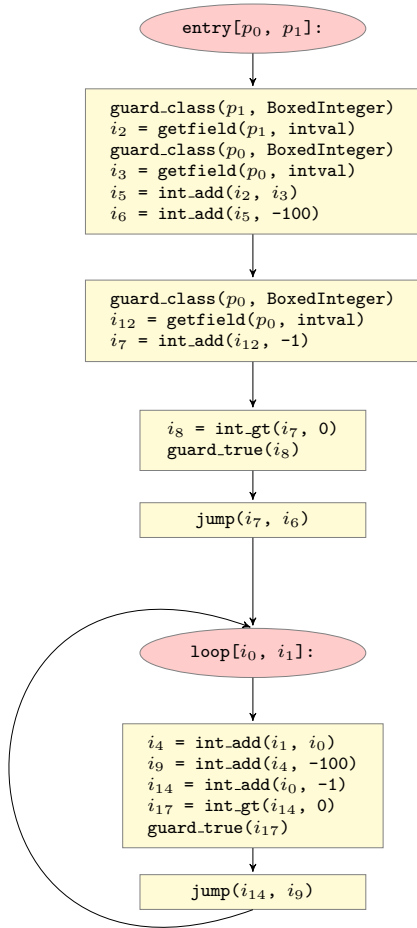 entry[p₀, p₁]:
guard_class(p₁, BoxedInteger)
i₂ = getfield(p₁, intval)
guard_class(p₀, BoxedInteger)
i₃ = getfield(p₀, intval)
i₅ = int_add(i₂, i₃)
i₆ = int_add(i₅, -100)
guard_class(p₀, BoxedInteger)
i₁₂ = getfield(p₀, intval)
i₇ = int_add(i₁₂, -1)
i₈ = int_gt(i₇, 0)
guard_true(i₈)
jump(i₇, i₆)
loop[i₀, i₁]:
i₄ = int_add(i₁, i₀)
i₉ = int_add(i₄, -100)
i₁₄ = int_add(i₀, -1)
i₁₇ = int_gt(i₁₄, 0)
guard_true(i₁₇)
jump(i₁₄, i₉)